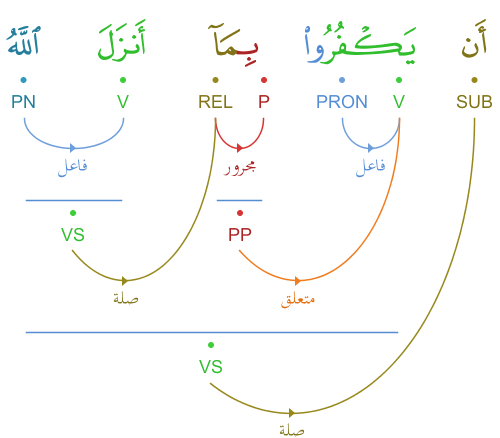 أَن يَكْفُرُوا۟ بِمَآ أَنزَلَ ٱللَّهُ
PN V REL P PRON V SUB
فاعل مجرور فاعل
VS PP
صلة متعلق
VS
صلة